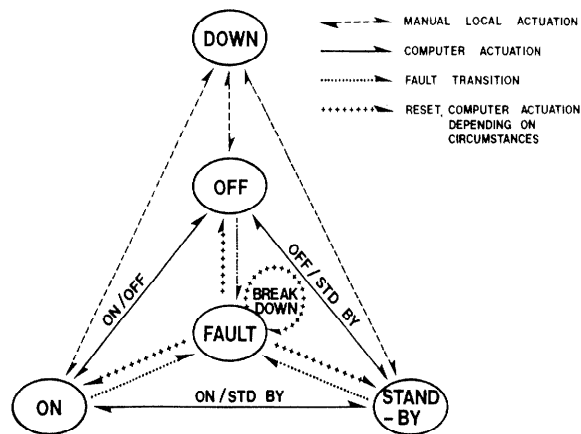 MANUAL LOCAL ACTUATION
COMPUTER ACTUATION
FAULT TRANSITION
RESET, COMPUTER ACTUATION
DEPENDING ON
CIRCUMSTANCES
DOWN
OFF
ON/OFF
OFF/STD BY
BREAK
DOWN
FAULT
ON
ON/STD BY
STAND
-BY